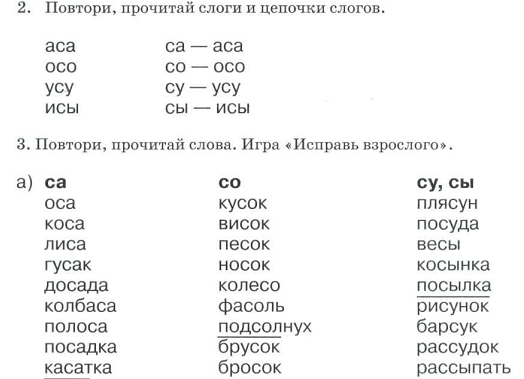 2. Повтори, прочитай слоги и цепочки слогов.
аса са — аса
осо со — осо
усу су — усу
исы сы — исы
3. Повтори, прочитай слова. Игра «Исправь взрослого».
а) са со су, сы
оса кусок плясун
коса висок посуда
лиса песок весы
гусак носок косынка
досада колесо посылка
колбаса фасоль рисунок
полоса подсолнух барсук
посадка брусок рассудок
касатка бросок рассыпать